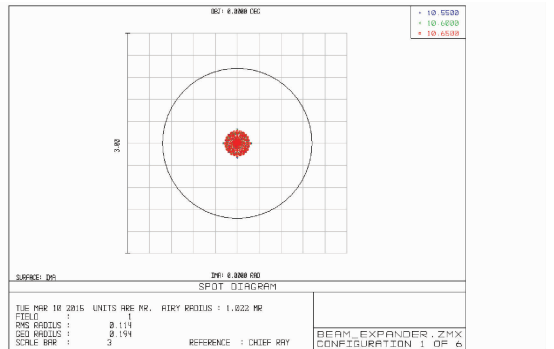 OBJ: 0.0000 DEG
+ 10.5500
+ 10.6000
+ 10.6500
3.00
SURFACE: IMA
IMA: 0.0000 RAD
SPOT DIAGRAM
TUE MAR 10 2015 UNITS ARE MR. AIRY RADIUS : 1.022 MR
FIELD : 1
RMS RADIUS : 0.114
GEO RADIUS : 0.194
SCALE BAR : 3 REFERENCE : CHIEF RAY
BEAM_EXPANDER.ZMX
CONFIGURATION 1 OF 6